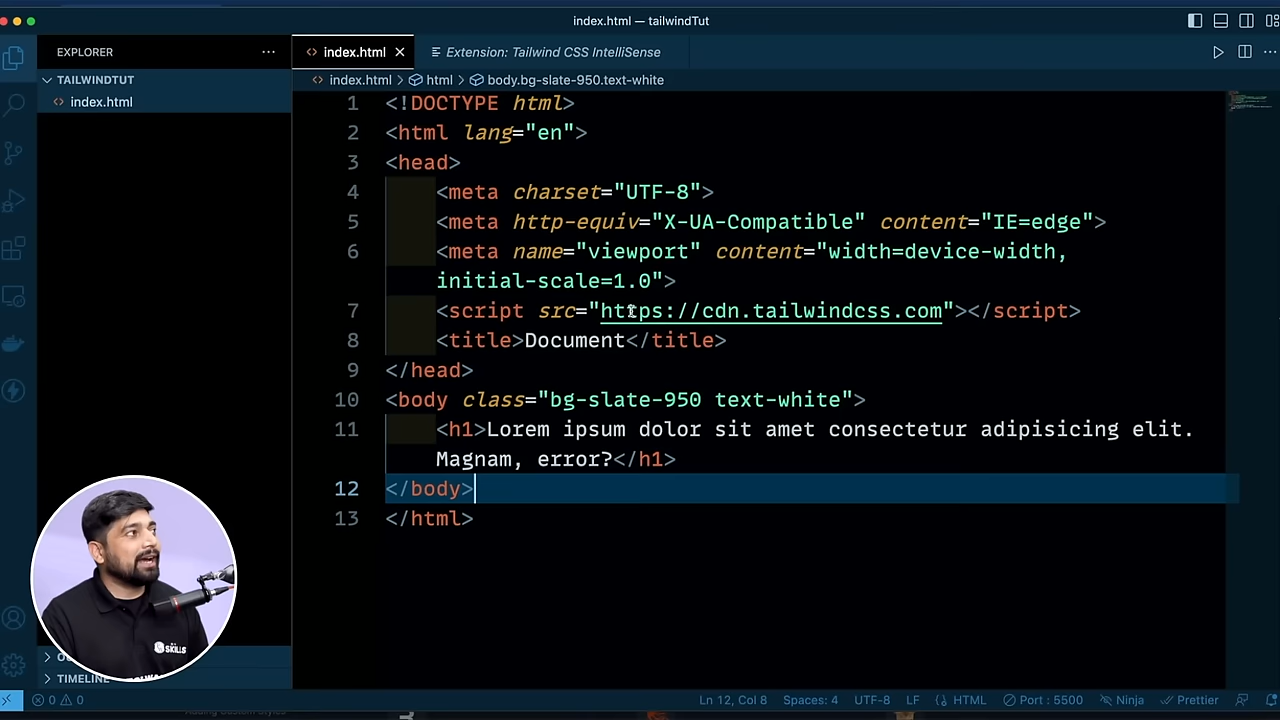 index.html — tailwindTut
EXPLORER
TAILWINDTUT
index.html
index.html
Extension: Tailwind CSS IntelliSense
index.html > html > body.bg-slate-950.text-white
1 <!DOCTYPE html>
2 <html lang="en">
3 <head>
4 <meta charset="UTF-8">
5 <meta http-equiv="X-UA-Compatible" content="IE=edge">
6 <meta name="viewport" content="width=device-width,
initial-scale=1.0">
7 <script src="https://cdn.tailwindcss.com"></script>
8 <title>Document</title>
9 </head>
10 <body class="bg-slate-950 text-white">
11 <h1>Lorem ipsum dolor sit amet consectetur adipisicing elit.
Magnam, error?</h1>
12 </body>
13 </html>
SKILLS
TIMELINE
0 0
Ln 12, Col 8 Spaces: 4 UTF-8 LF {} HTML Port : 5500 Ninja Prettier